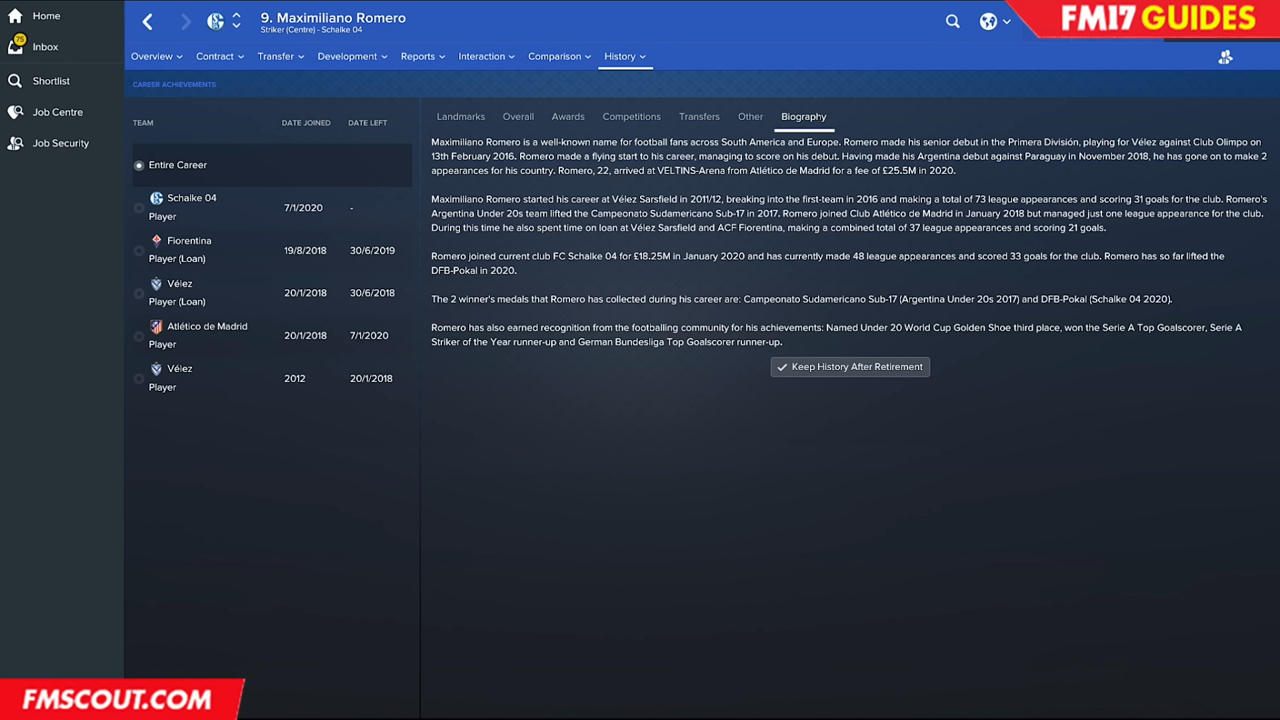 Home
75
Inbox
Shortlist
Job Centre
Job Security
9. Maximiliano Romero
Striker (Centre) - Schalke 04
FM17 GUIDES
Overview
Contract
Transfer
Development
Reports
Interaction
Comparison
History
CAREER ACHIEVEMENTS
TEAM DATE JOINED DATE LEFT
Entire Career
Schalke 04
Player
7/1/2020 -
Fiorentina
Player (Loan)
19/8/2018 30/6/2019
Vélez
Player (Loan)
20/1/2018 30/6/2018
Atlético de Madrid
Player
20/1/2018 7/1/2020
Vélez
Player
2012 20/1/2018
Landmarks Overall Awards Competitions Transfers Other Biography
Maximiliano Romero is a well-known name for football fans across South America and Europe. Romero made his senior debut in the Primera División, playing for Vélez against Club Olimpo on
13th February 2016. Romero made a flying start to his career, managing to score on his debut. Having made his Argentina debut against Paraguay in November 2018, he has gone on to make 2
appearances for his country. Romero, 22, arrived at VELTINS-Arena from Atlético de Madrid for a fee of £25.5M in 2020.
Maximiliano Romero started his career at Vélez Sarsfield in 2011/12, breaking into the first-team in 2016 and making a total of 73 league appearances and scoring 31 goals for the club. Romero's
Argentina Under 20s team lifted the Campeonato Sudamericano Sub-17 in 2017. Romero joined Club Atlético de Madrid in January 2018 but managed just one league appearance for the club.
During this time he also spent time on loan at Vélez Sarsfield and ACF Fiorentina, making a combined total of 37 league appearances and scoring 21 goals.
Romero joined current club FC Schalke 04 for £18.25M in January 2020 and has currently made 48 league appearances and scored 33 goals for the club. Romero has so far lifted the
DFB-Pokal in 2020.
The 2 winner's medals that Romero has collected during his career are: Campeonato Sudamericano Sub-17 (Argentina Under 20s 2017) and DFB-Pokal (Schalke 04 2020).
Romero has also earned recognition from the footballing community for his achievements: Named Under 20 World Cup Golden Shoe third place, won the Serie A Top Goalscorer, Serie A
Striker of the Year runner-up and German Bundesliga Top Goalscorer runner-up.
Keep History After Retirement
FMSCOUT.COM